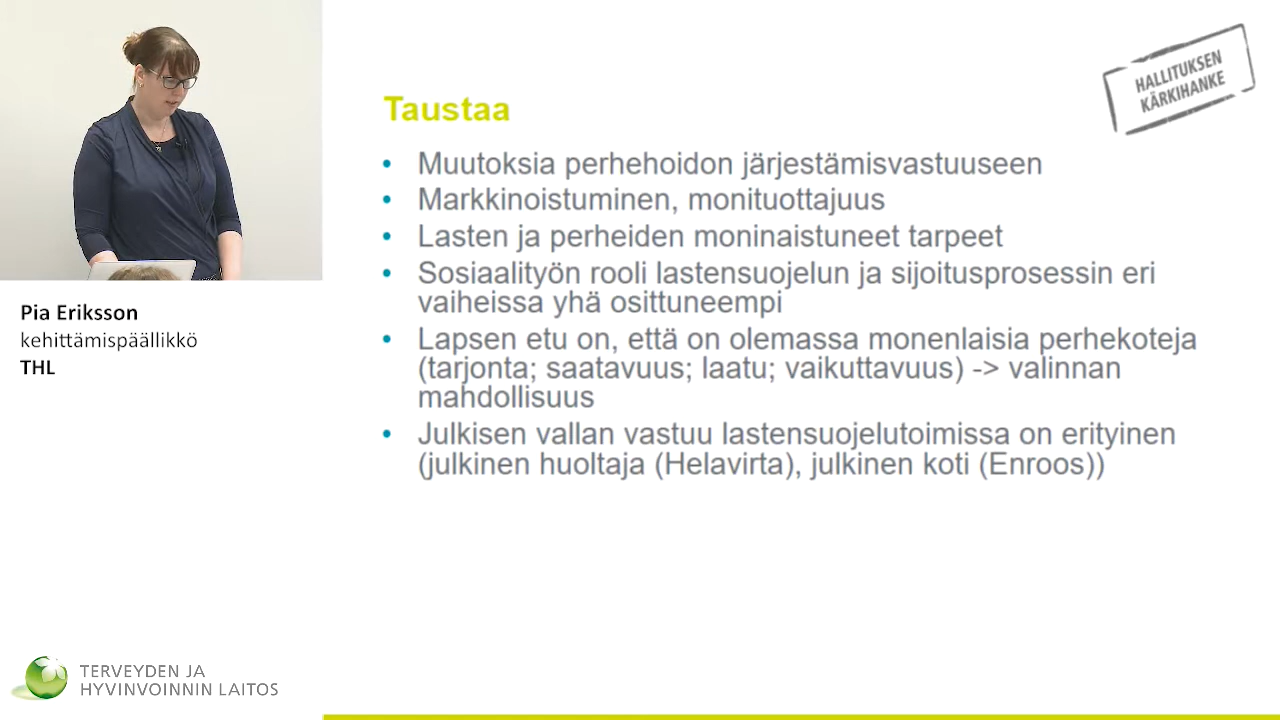 HALLITUKSEN
KÄRKIHANKE
Taustaa
• Muutoksia perhehoidon järjestämisvastuuseen
• Markkinoistuminen, monituottajuus
• Lasten ja perheiden moninaistuneet tarpeet
• Sosiaalityön rooli lastensuojelun ja sijoitusprosessin eri
vaiheissa yhä osittuneempi
• Lapsen etu on, että on olemassa monenlaisia perhekoteja
(tarjonta; saatavuus; laatu; vaikuttavuus) -> valinnan
mahdollisuus
• Julkisen vallan vastuu lastensuojelutoimissa on erityinen
(julkinen huoltaja (Helavirta), julkinen koti (Enroos))
Pia Eriksson
kehittämispäällikkö
THL
TERVEYDEN JA
HYVINVOINNIN LAITOS